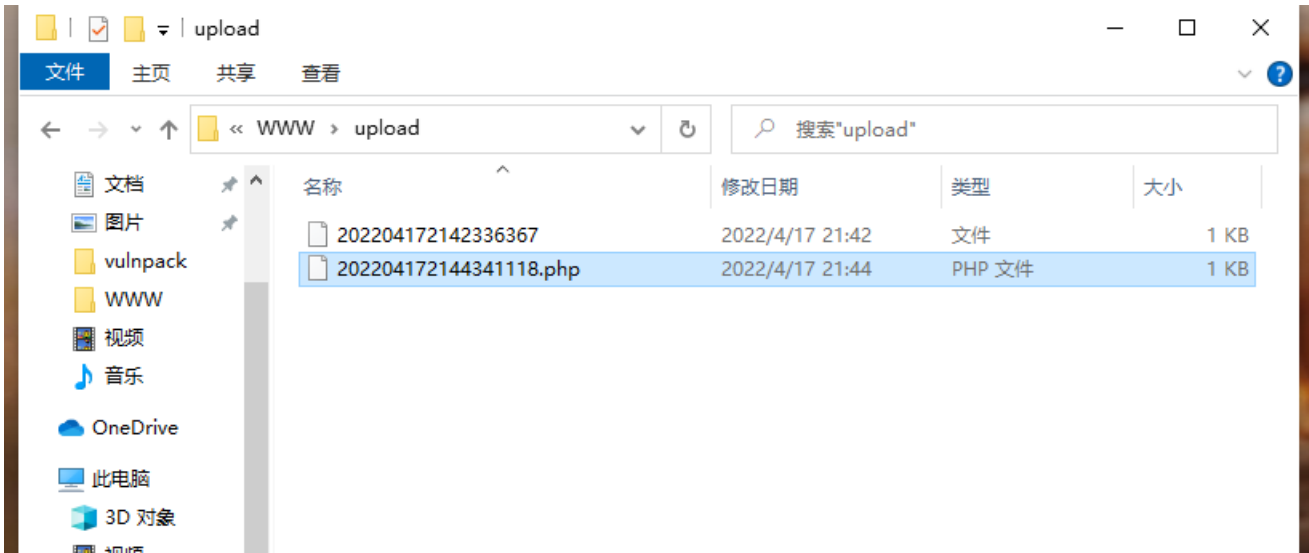 upload
文件 主页 共享 查看
« WWW › upload 搜索"upload"
名称 修改日期 类型 大小
202204172142336367 2022/4/17 21:42 文件 1 KB
202204172144341118.php 2022/4/17 21:44 PHP 文件 1 KB
文档
图片
vulnpack
WWW
视频
音乐
OneDrive
此电脑
3D 对象
视频